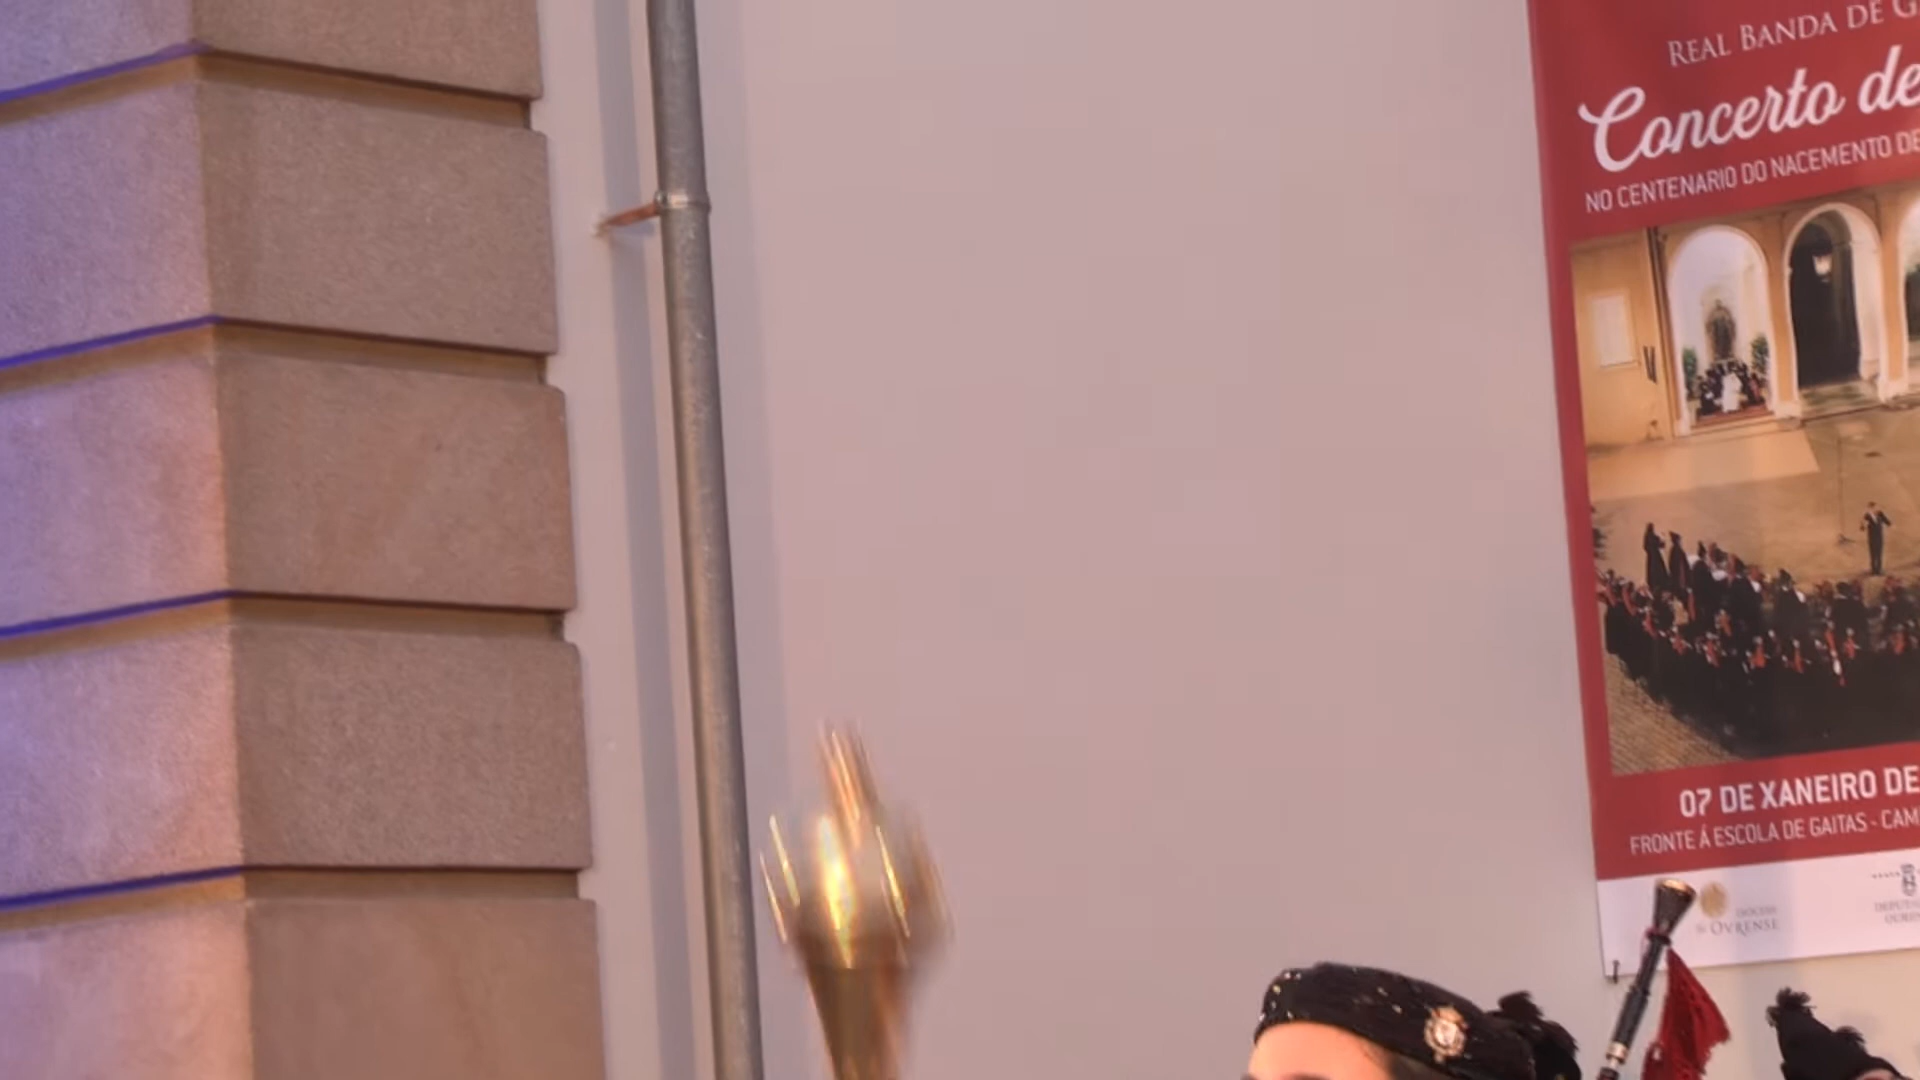 REAL BANDA DE G
Concerto de
NO CENTENARIO DO NACEMENTO DE
07 DE XANEIRO DE
FRONTE Á ESCOLA DE GAITAS - CAM
OVRENSE